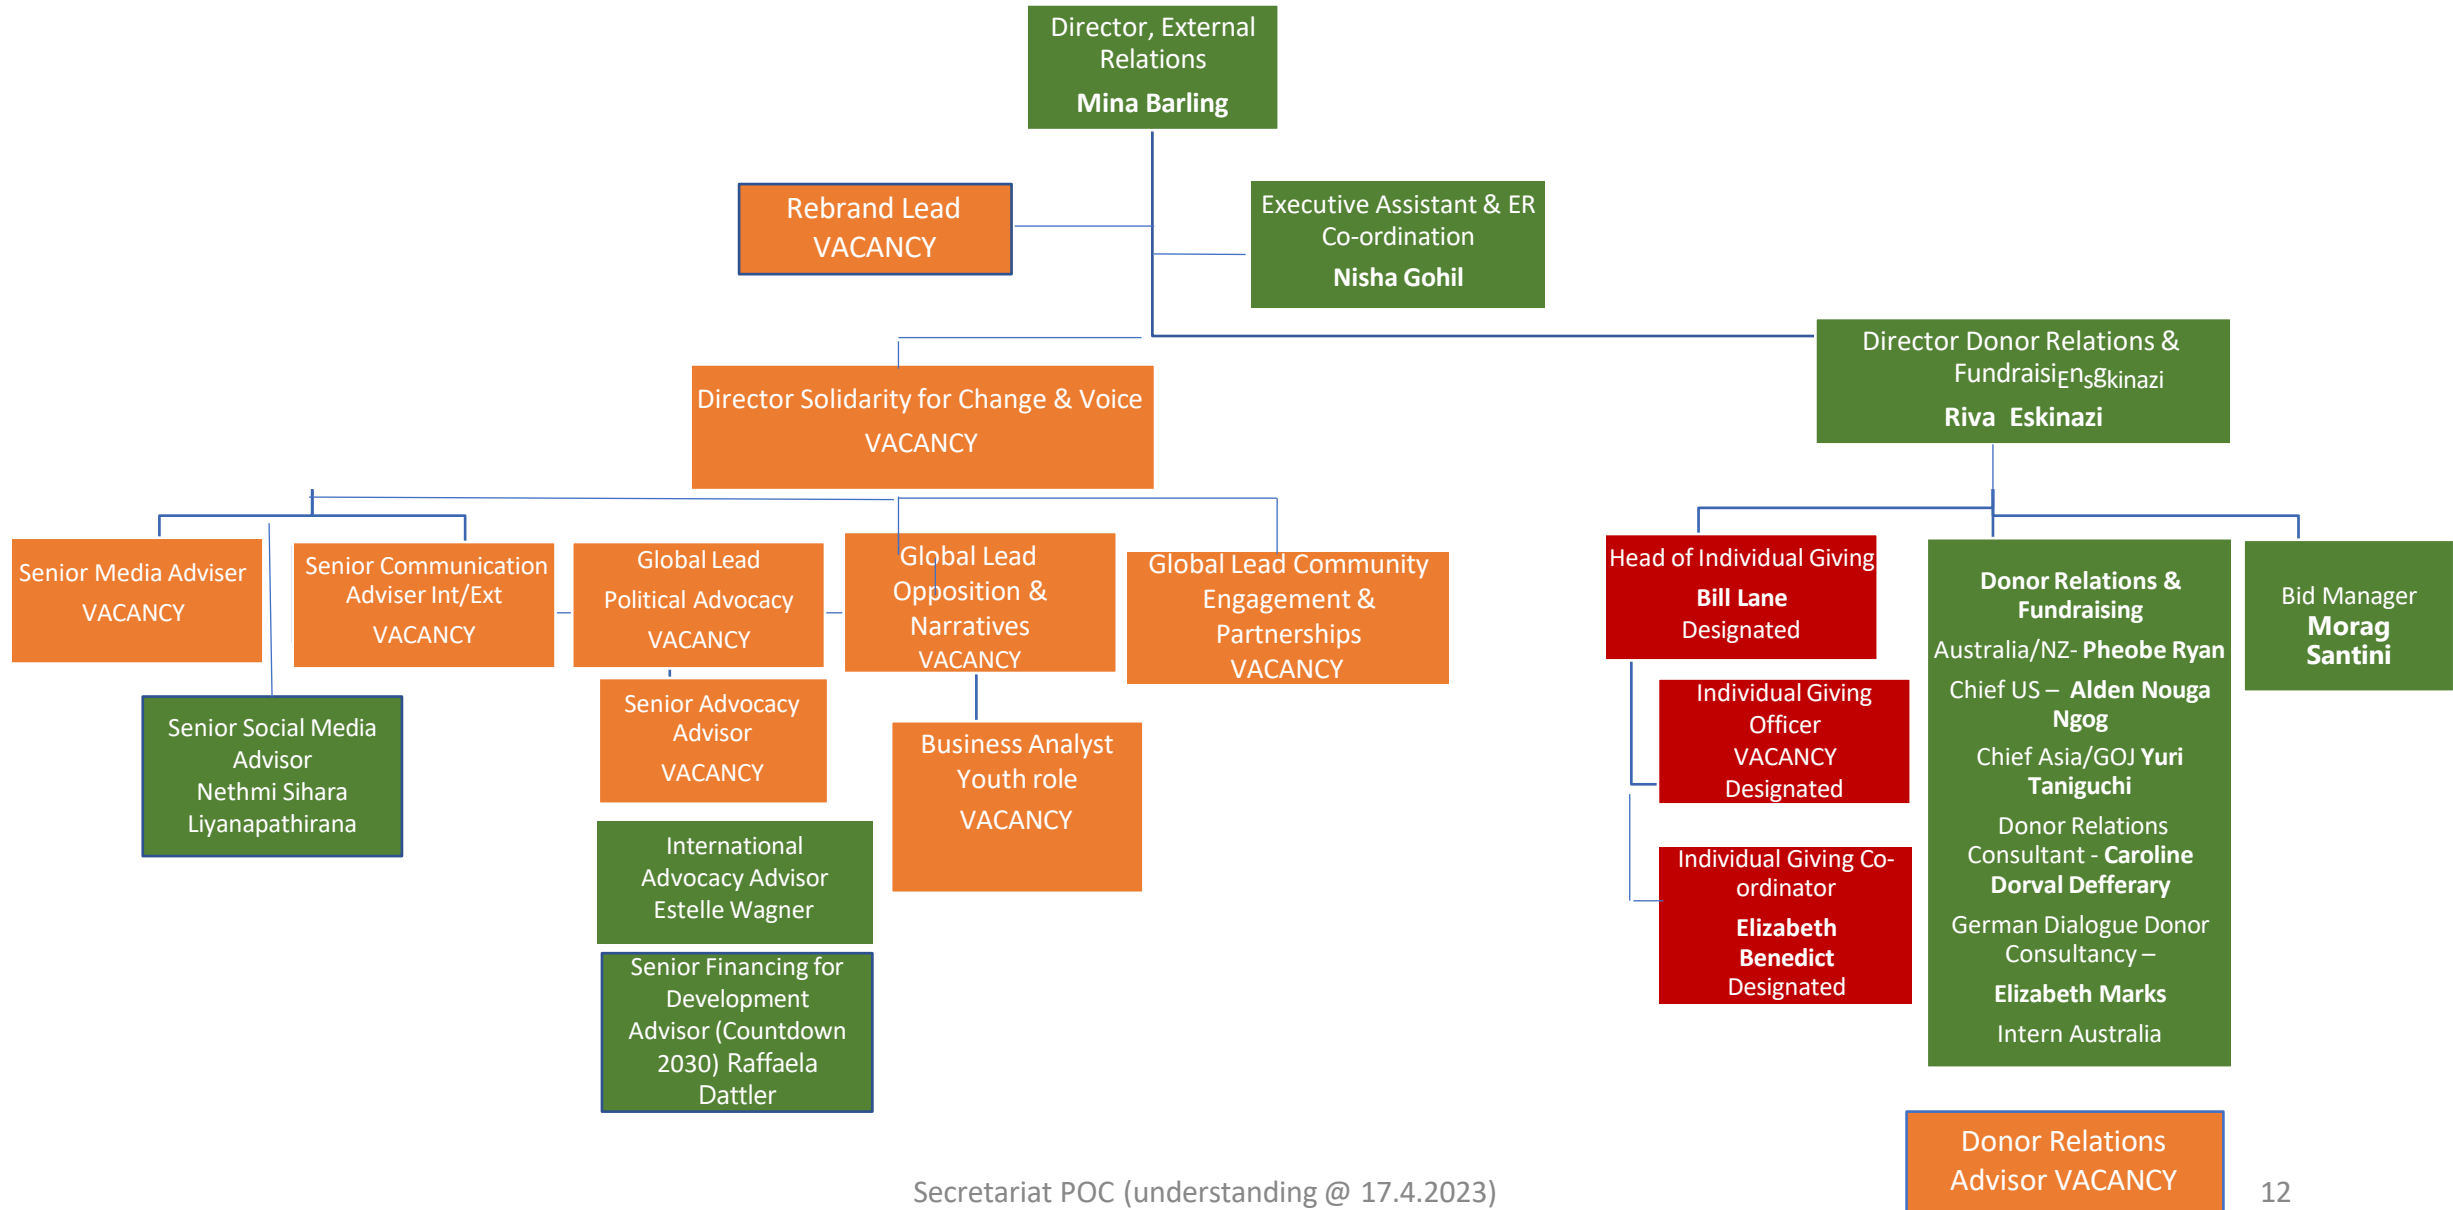 Director, External
Relations
Mina Barling
Rebrand Lead
VACANCY
Executive Assistant & ER
Co-ordination
Nisha Gohil
Director Donor Relations &
Fundraising
Eskinazi
Riva Eskinazi
Director Solidarity for Change & Voice
VACANCY
Senior Media Adviser
VACANCY
Senior Communication
Adviser Int/Ext
VACANCY
Global Lead
Political Advocacy
VACANCY
Global Lead
Opposition &
Narratives
VACANCY
Global Lead Community
Engagement &
Partnerships
VACANCY
Head of Individual Giving
Bill Lane
Designated
Donor Relations &
Fundraising
Australia/NZ- Pheobe Ryan
Chief US – Alden Nouga
Ngog
Chief Asia/GOJ Yuri
Taniguchi
Donor Relations
Consultant - Caroline
Dorval Defferary
German Dialogue Donor
Consultancy –
Elizabeth Marks
Intern Australia
Bid Manager
Morag
Santini
Senior Social Media
Advisor
Nethmi Sihara
Liyanapathirana
Senior Advocacy
Advisor
VACANCY
Business Analyst
Youth role
VACANCY
Individual Giving
Officer
VACANCY
Designated
International
Advocacy Advisor
Estelle Wagner
Individual Giving Co-
ordinator
Elizabeth
Benedict
Designated
Senior Financing for
Development
Advisor (Countdown
2030) Raffaela
Dattler
Donor Relations
Advisor VACANCY
Secretariat POC (understanding @ 17.4.2023)
12